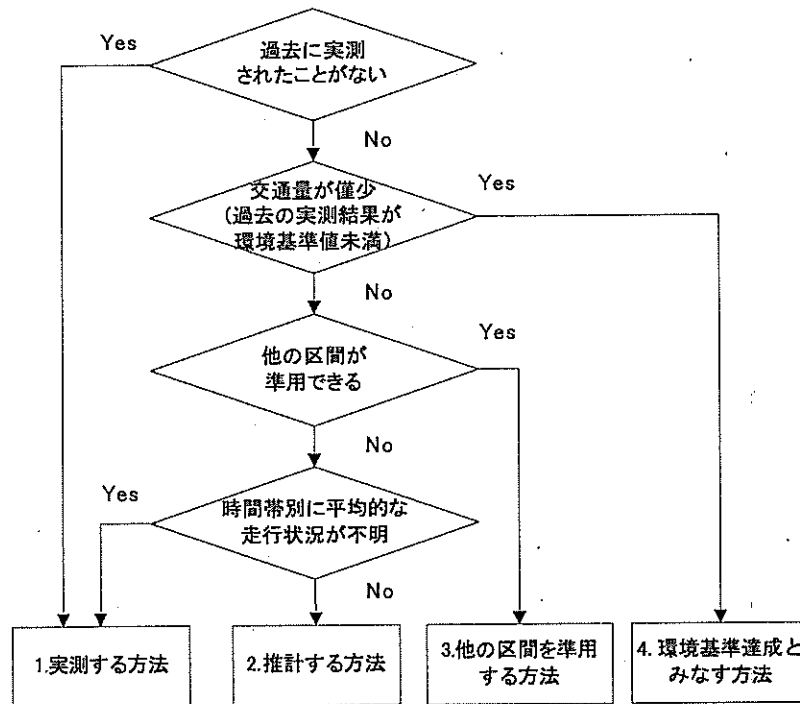 Yes
過去に実測
されたことがない
No
交通量が僅少
(過去の実測結果が
環境基準値未満)
Yes
No
他の区間が
準用できる
Yes
No
Yes
時間帯別に平均的な
走行状況が不明
No
1.実測する方法
2.推計する方法
3.他の区間を準用
する方法
4.環境基準達成と
みなす方法